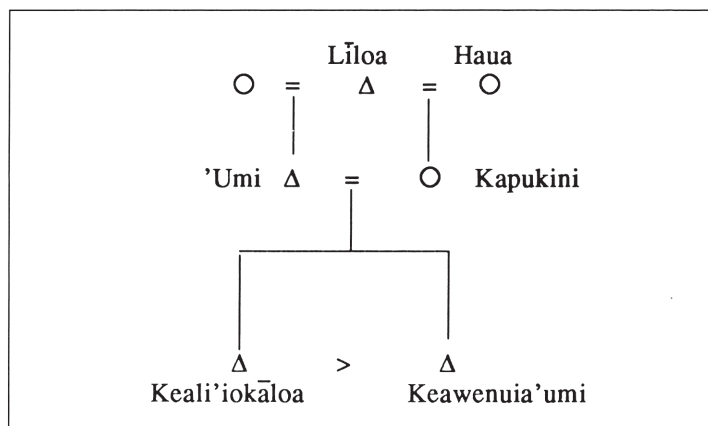 Līloa Haua
○ = Δ = ○
'Umi Δ = ○ Kapukini
Δ > Δ
Keali'iokāloa Keawenuia'umi